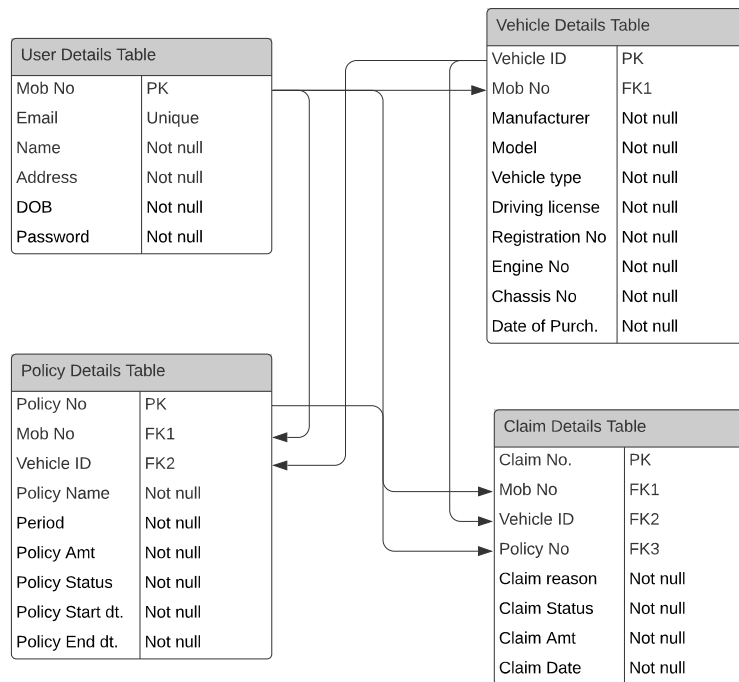 User Details Table
Mob No PK
Email Unique
Name Not null
Address Not null
DOB Not null
Password Not null
Vehicle Details Table
Vehicle ID PK
Mob No FK1
Manufacturer Not null
Model Not null
Vehicle type Not null
Driving license Not null
Registration No Not null
Engine No Not null
Chassis No Not null
Date of Purch. Not null
Policy Details Table
Policy No PK
Mob No FK1
Vehicle ID FK2
Policy Name Not null
Period Not null
Policy Amt Not null
Policy Status Not null
Policy Start dt. Not null
Policy End dt. Not null
Claim Details Table
Claim No. PK
Mob No FK1
Vehicle ID FK2
Policy No FK3
Claim reason Not null
Claim Status Not null
Claim Amt Not null
Claim Date Not null